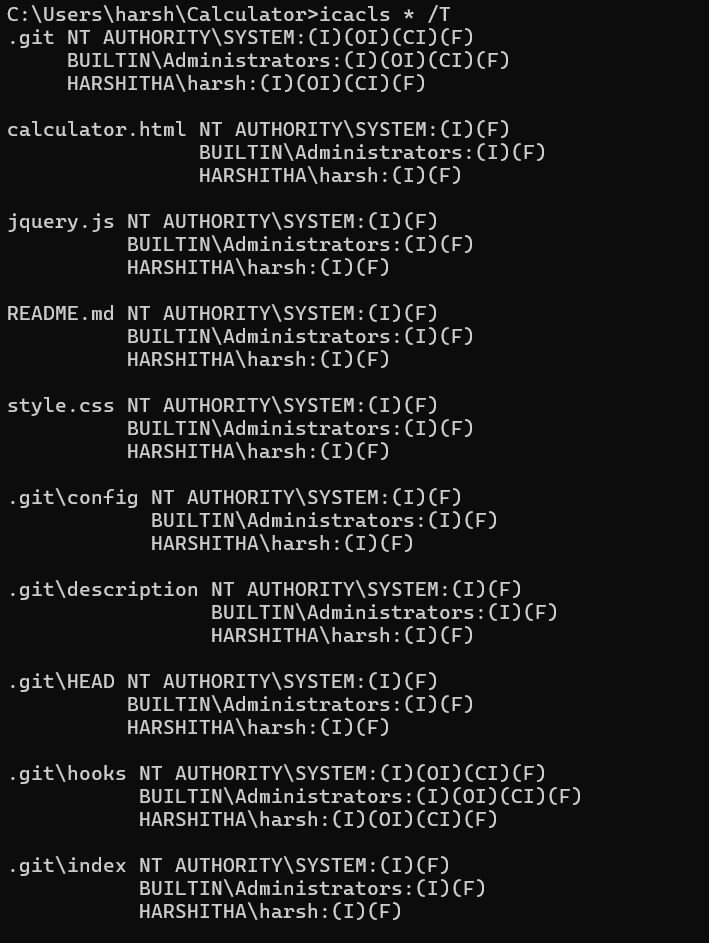 C:\Users\harsh\Calculator>icacls * /T
.git NT AUTHORITY\SYSTEM:(I)(OI)(CI)(F)
BUILTIN\Administrators:(I)(OI)(CI)(F)
HARSHITHA\harsh:(I)(OI)(CI)(F)
calculator.html NT AUTHORITY\SYSTEM:(I)(F)
BUILTIN\Administrators:(I)(F)
HARSHITHA\harsh:(I)(F)
jquery.js NT AUTHORITY\SYSTEM:(I)(F)
BUILTIN\Administrators:(I)(F)
HARSHITHA\harsh:(I)(F)
README.md NT AUTHORITY\SYSTEM:(I)(F)
BUILTIN\Administrators:(I)(F)
HARSHITHA\harsh:(I)(F)
style.css NT AUTHORITY\SYSTEM:(I)(F)
BUILTIN\Administrators:(I)(F)
HARSHITHA\harsh:(I)(F)
.git\config NT AUTHORITY\SYSTEM:(I)(F)
BUILTIN\Administrators:(I)(F)
HARSHITHA\harsh:(I)(F)
.git\description NT AUTHORITY\SYSTEM:(I)(F)
BUILTIN\Administrators:(I)(F)
HARSHITHA\harsh:(I)(F)
.git\HEAD NT AUTHORITY\SYSTEM:(I)(F)
BUILTIN\Administrators:(I)(F)
HARSHITHA\harsh:(I)(F)
.git\hooks NT AUTHORITY\SYSTEM:(I)(OI)(CI)(F)
BUILTIN\Administrators:(I)(OI)(CI)(F)
HARSHITHA\harsh:(I)(OI)(CI)(F)
.git\index NT AUTHORITY\SYSTEM:(I)(F)
BUILTIN\Administrators:(I)(F)
HARSHITHA\harsh:(I)(F)